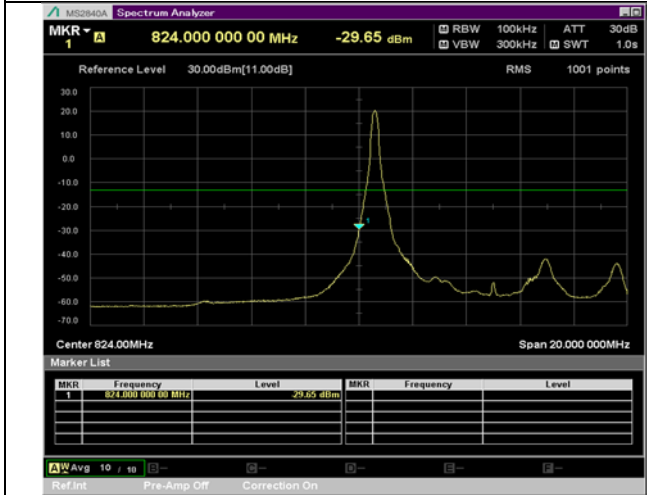 MS2840A Spectrum Analyzer
MKR A 824.000 000 00 MHz -29.65 dBm M RBW 100kHz ATT 30dB
1 M VBW 300kHz M SWT 1.0s
Reference Level 30.00dBm[11.00dB] RMS 1001 points
30.0
20.0
10.0
0.0
-10.0
-20.0
1
-30.0
-40.0
-50.0
-60.0
-70.0
Center 824.00MHz Span 20.000 000MHz
Marker List
MKR Frequency Level MKR Frequency Level
1 824.000 000 00 MHz -29.65 dBm
A W Avg 10 / 10 B-- C-- D-- E-- F--
Ref.Int Pre-Amp Off Correction On